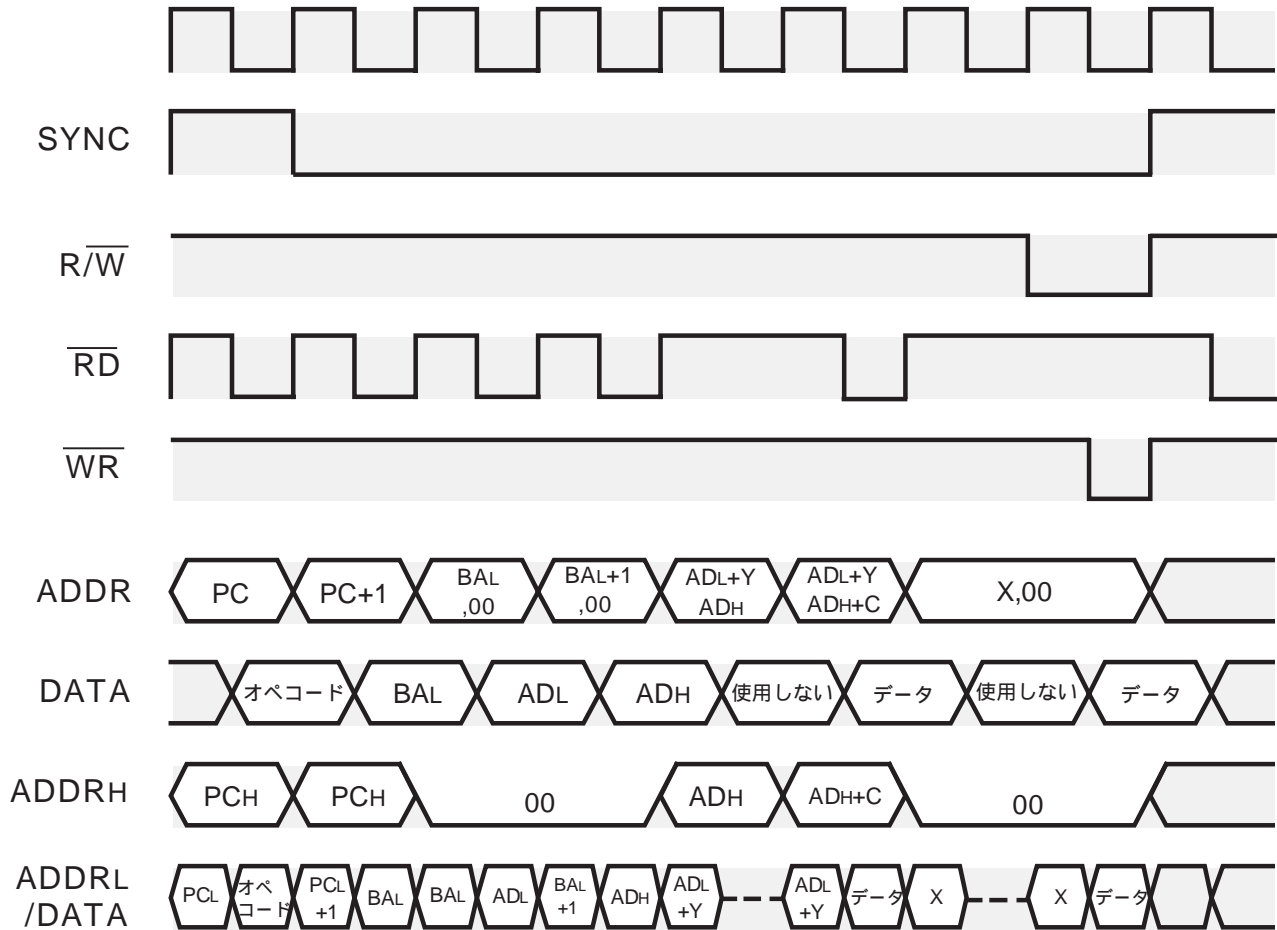 SYNC
R/W
RD
WR
ADDR
PC
PC+1
BAL
,00
BAL+1
,00
ADL+Y
ADH
ADL+Y
ADH+C
X,00
DATA
オペコード
BAL
ADL
ADH
使用しない
データ
使用しない
データ
ADDRH
PCH
PCH
00
ADH
ADH+C
00
ADDRL
/DATA
PCL
オペ
コード
PCL
+1
BAL
BAL
ADL
BAL
+1
ADH
ADL
+Y
ADL
+Y
データ
X
X
データ